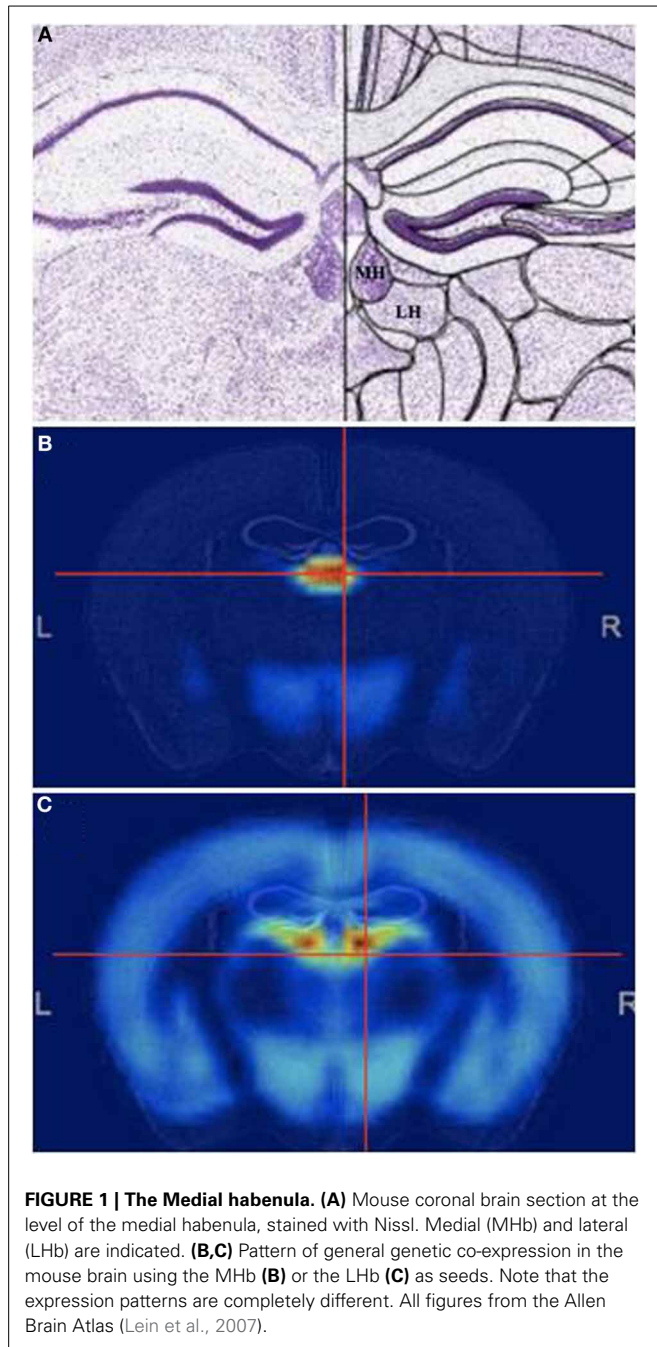 A
MH
LH
B
L
R
C
L
R
FIGURE 1 | The Medial habenula. (A) Mouse coronal brain section at the
level of the medial habenula, stained with Nissl. Medial (MHb) and lateral
(LHb) are indicated. (B,C) Pattern of general genetic co-expression in the
mouse brain using the MHb (B) or the LHb (C) as seeds. Note that the
expression patterns are completely different. All figures from the Allen
Brain Atlas (Lein et al., 2007).